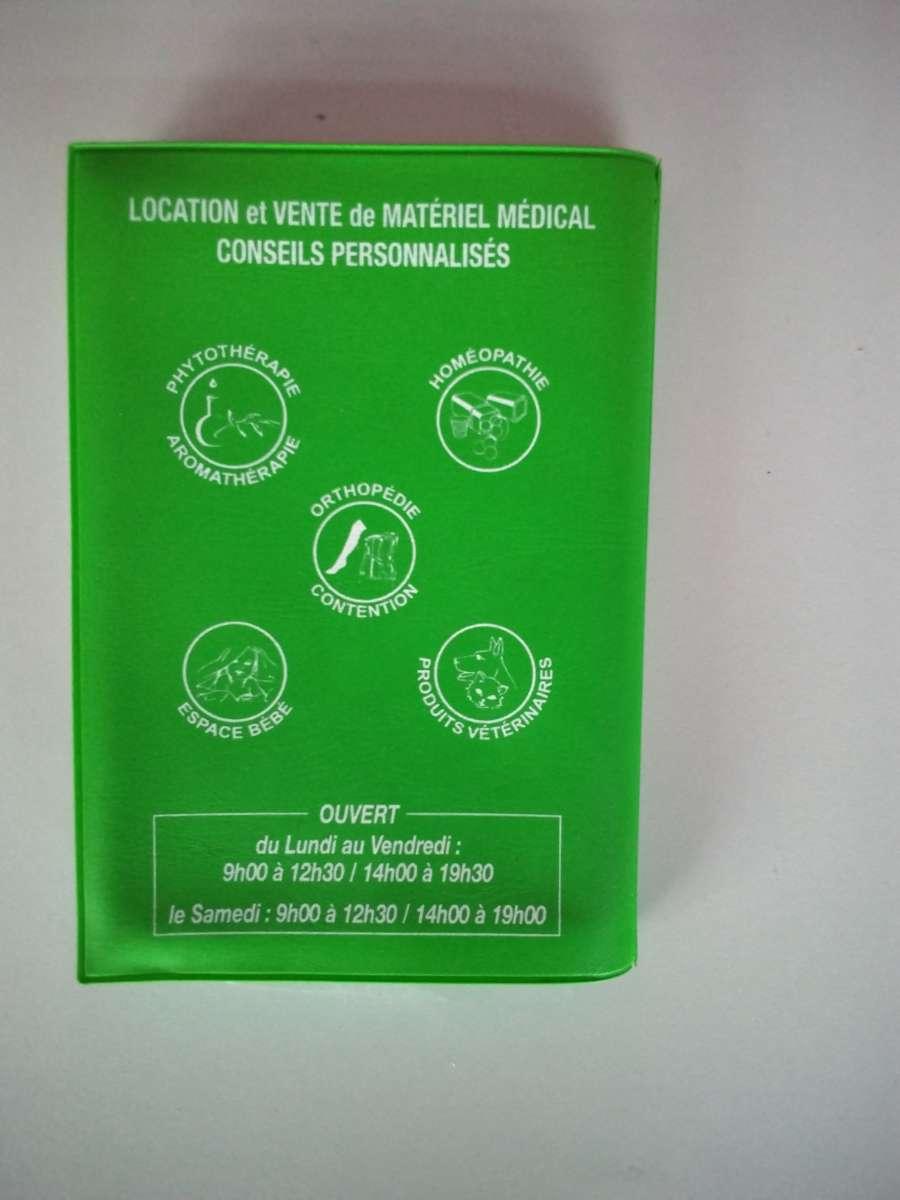 LOCATION et VENTE de MATÉRIEL MÉDICAL
CONSEILS PERSONNALISÉS
PHYTOTHÉRAPIE
AROMATHÉRAPIE
HOMÉOPATHIE
ORTHOPÉDIE
CONTENTION
ESPACE BÉBÉ
PRODUITS VÉTÉRINAIRES
OUVERT
du Lundi au Vendredi :
9h00 à 12h30 / 14h00 à 19h30
le Samedi : 9h00 à 12h30 / 14h00 à 19h00